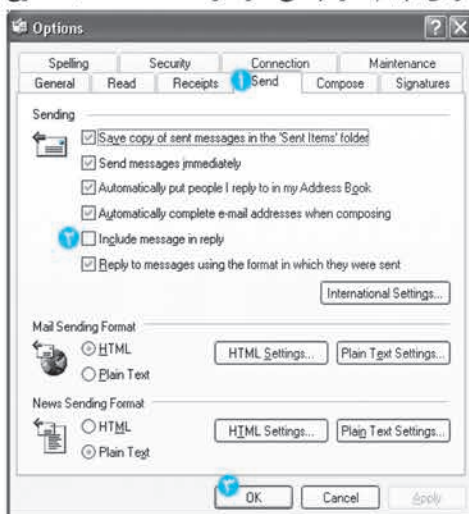 Options
Spelling Security Connection Maintenance
General Read Receipts ۱ Send Compose Signatures
Sending
Save copy of sent messages in the 'Sent Items' folder
Send messages immediately
Automatically put people I reply to in my Address Book
Automatically complete e-mail addresses when composing
۲ Include message in reply
Reply to messages using the format in which they were sent
International Settings...
Mail Sending Format
HTML HTML Settings... Plain Text Settings...
Plain Text
News Sending Format
HTML HTML Settings... Plain Text Settings...
Plain Text
۳ OK Cancel Apply